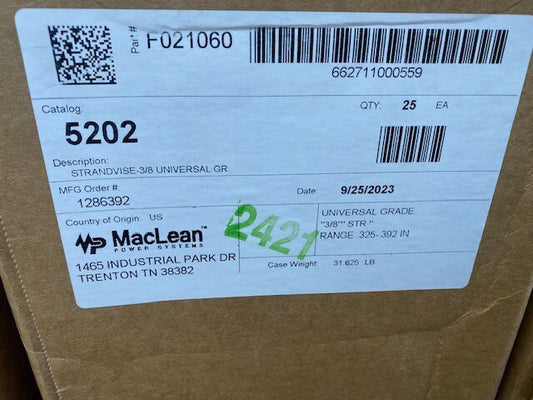 Part #: F021060
662711000559
Catalog:
QTY: 25 EA
5202
Description:
STRANDVISE-3/8 UNIVERSAL GR
MFG Order #:
1286392
Date: 9/25/2023
Country of Origin: US
UNIVERSAL GRADE
"3/8"" STR "
RANGE .325-.392 IN
MacLean™
POWER SYSTEMS
2421
1465 INDUSTRIAL PARK DR
TRENTON TN 38382
Case Weight: 31.625 LB